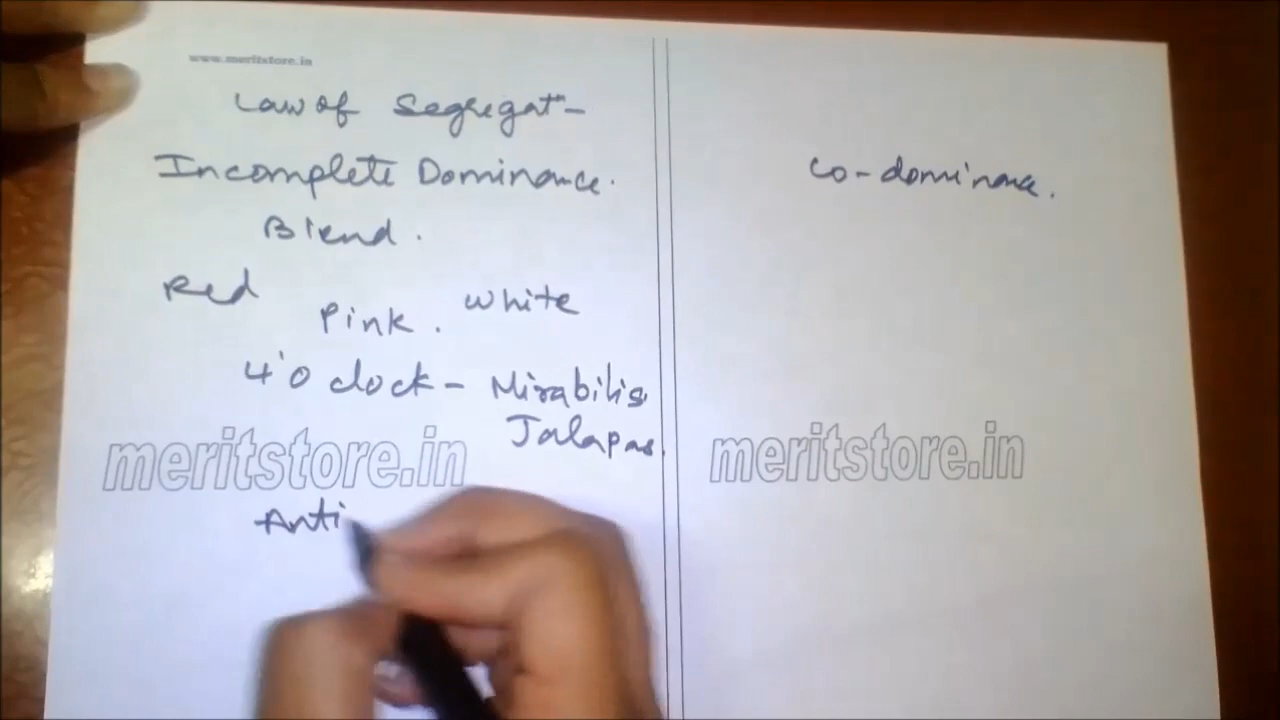 www.meritstore.in
Law of Segregatn-
Incomplete Dominance.
Blend.
Red Pink. White
4'o clock - Mirabilis
Jalapas.
meritstore.in
Anti
Co-dominance.
meritstore.in